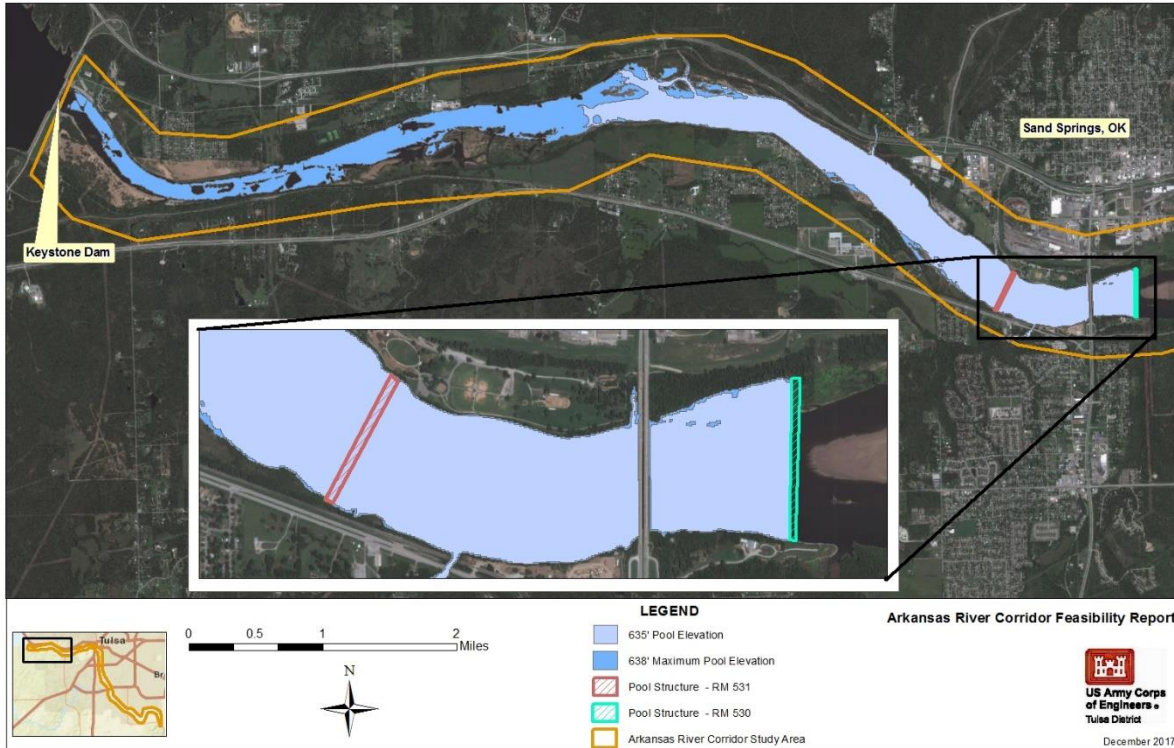 Sand Springs, OK
Keystone Dam
LEGEND
635' Pool Elevation
638' Maximum Pool Elevation
Pool Structure - RM 531
Pool Structure - RM 530
Arkansas River Corridor Study Area
Tulsa
0 0.5 1 2
Miles
N
Arkansas River Corridor Feasibility Report
US Army Corps
of Engineers®
Tulsa District
December 2017